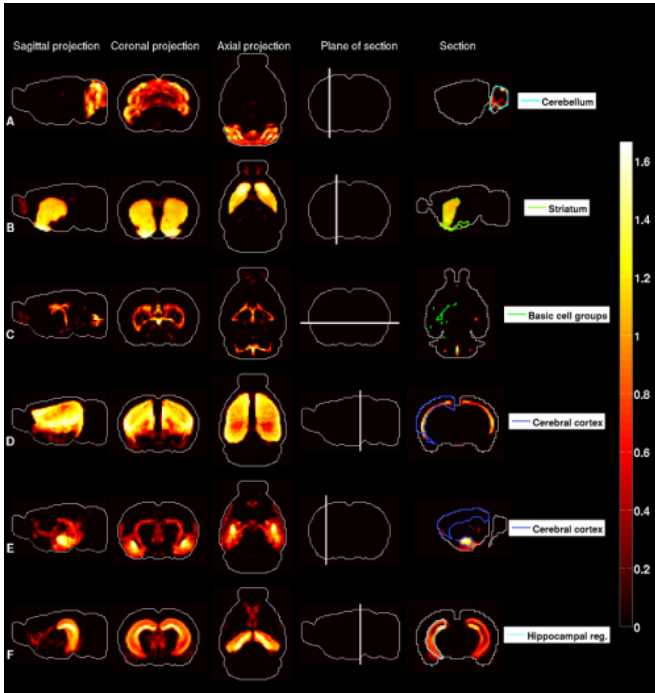 Sagittal projection Coronal projection Axial projection Plane of section Section
A Cerebellum
B Striatum
C Basic cell groups
D Cerebral cortex
E Cerebral cortex
F Hippocampal reg.
1.6
1.4
1.2
1
0.8
0.6
0.4
0.2
0